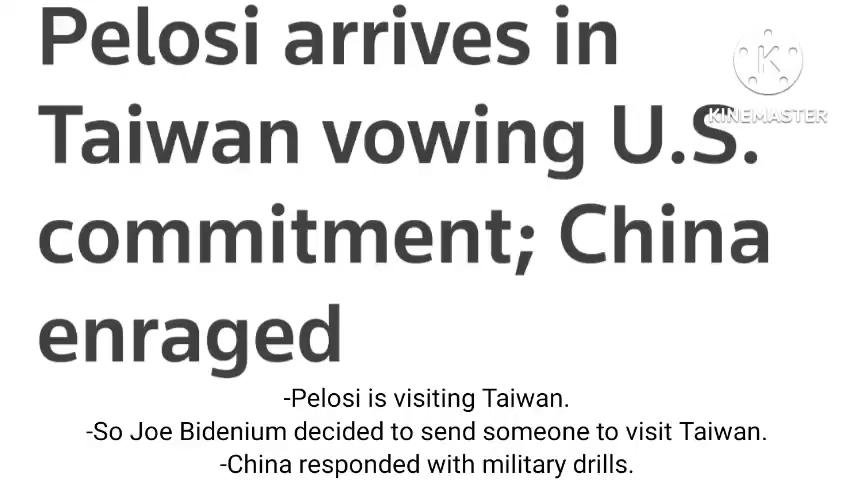 Pelosi arrives in
Taiwan vowing U.S.
commitment; China
enraged
K
KINEMASTER
-Pelosi is visiting Taiwan.
-So Joe Bidenium decided to send someone to visit Taiwan.
-China responded with military drills.